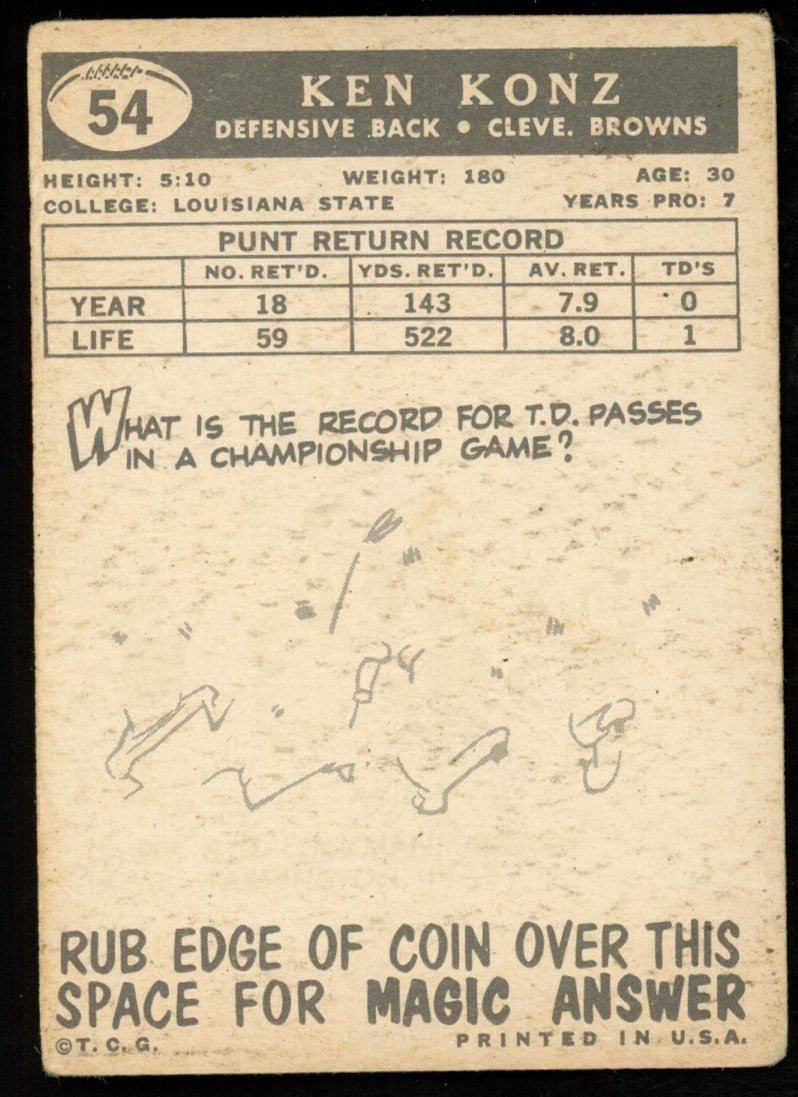 54
KEN KONZ
DEFENSIVE BACK • CLEVE. BROWNS
HEIGHT: 5:10 WEIGHT: 180 AGE: 30
COLLEGE: LOUISIANA STATE YEARS PRO: 7
PUNT RETURN RECORD
NO. RET'D. YDS. RET'D. AV. RET. TD'S
YEAR 18 143 7.9 0
LIFE 59 522 8.0 1
WHAT IS THE RECORD FOR T.D. PASSES
IN A CHAMPIONSHIP GAME?
RUB EDGE OF COIN OVER THIS
SPACE FOR MAGIC ANSWER
©T. C. G. PRINTED IN U.S.A.